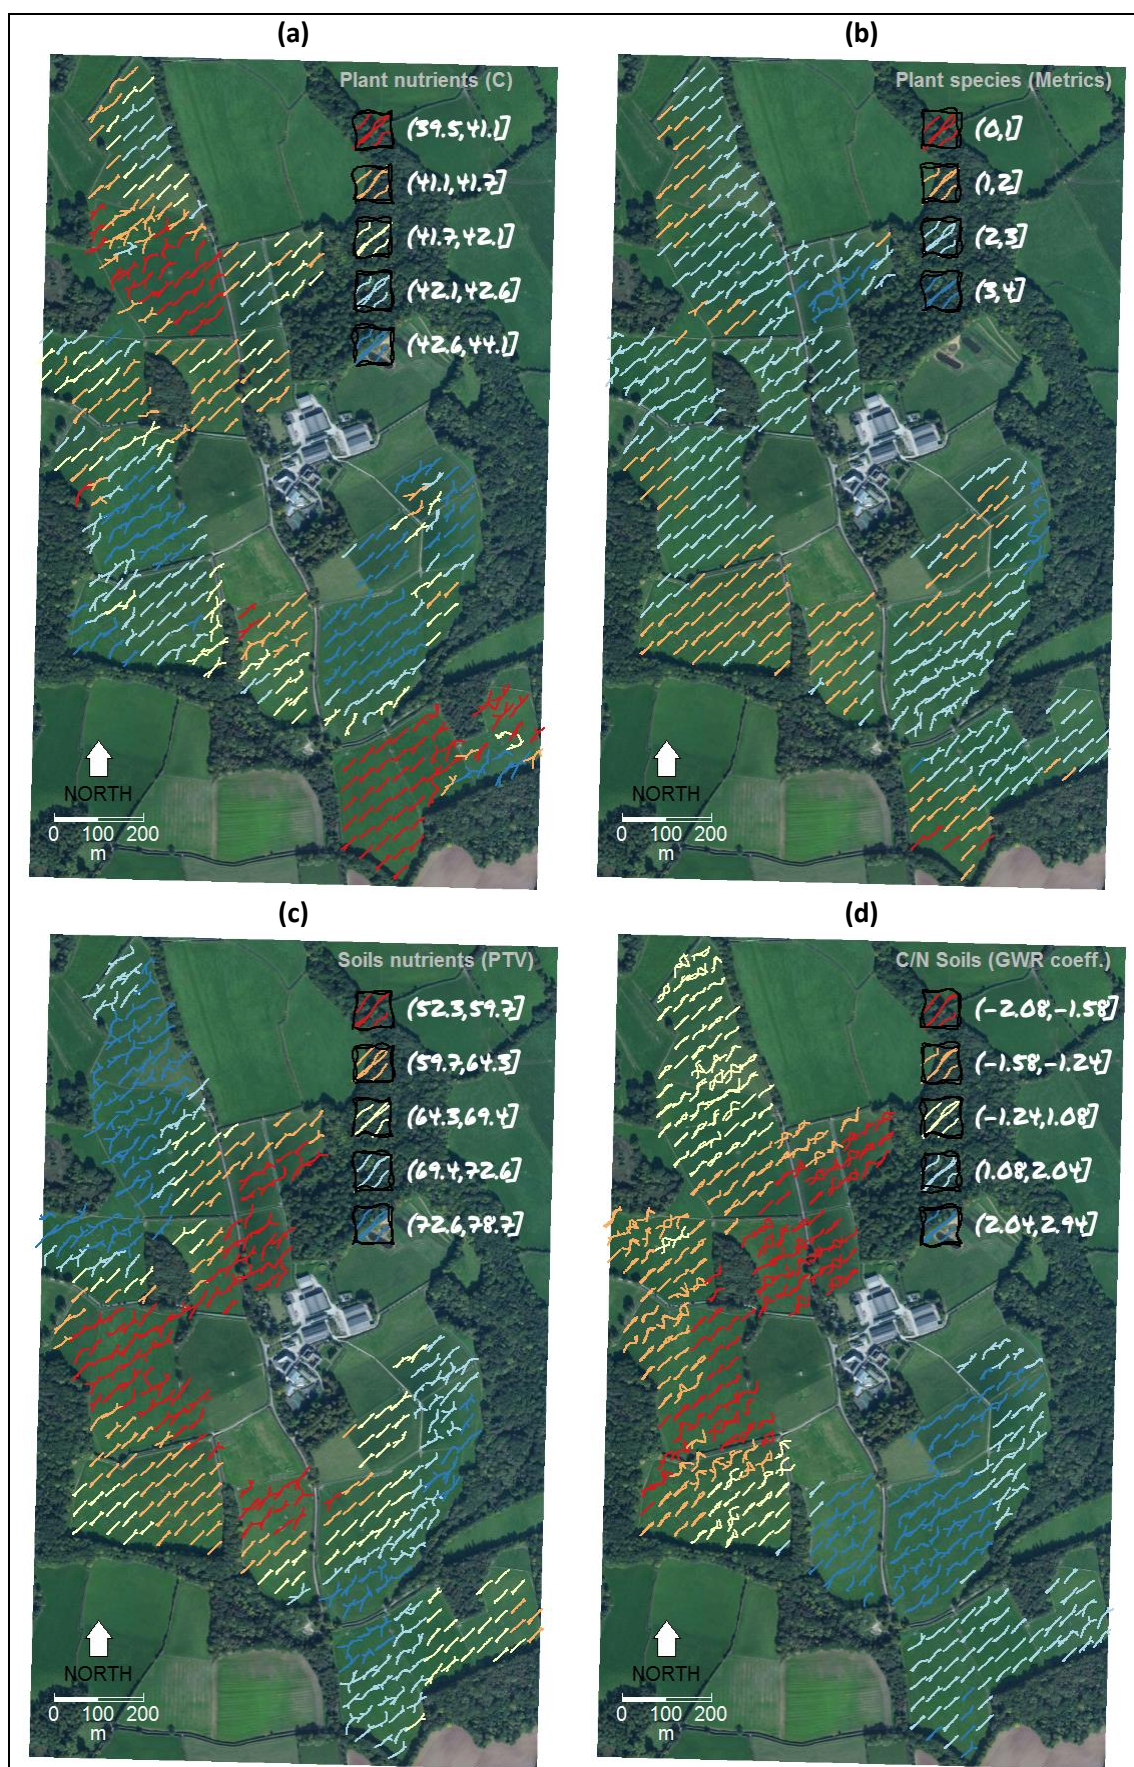 (a)
Plant nutrients (C)
(39.5,41.1]
(41.1,41.7]
(41.7,42.1]
(42.1,42.6]
(42.6,44.1]
NORTH
0 100 200
m
(b)
Plant species (Metrics)
(0,1]
(1,2]
(2,3]
(3,4]
NORTH
0 100 200
m
(c)
Soils nutrients (PTV)
(52.3,59.7]
(59.7,64.3]
(64.3,69.4]
(69.4,72.6]
(72.6,78.7]
NORTH
0 100 200
m
(d)
C/N Soils (GWR coeff.)
(-2.08,-1.58]
(-1.58,-1.24]
(-1.24,1.08]
(1.08,2.04]
(2.04,2.94]
NORTH
0 100 200
m